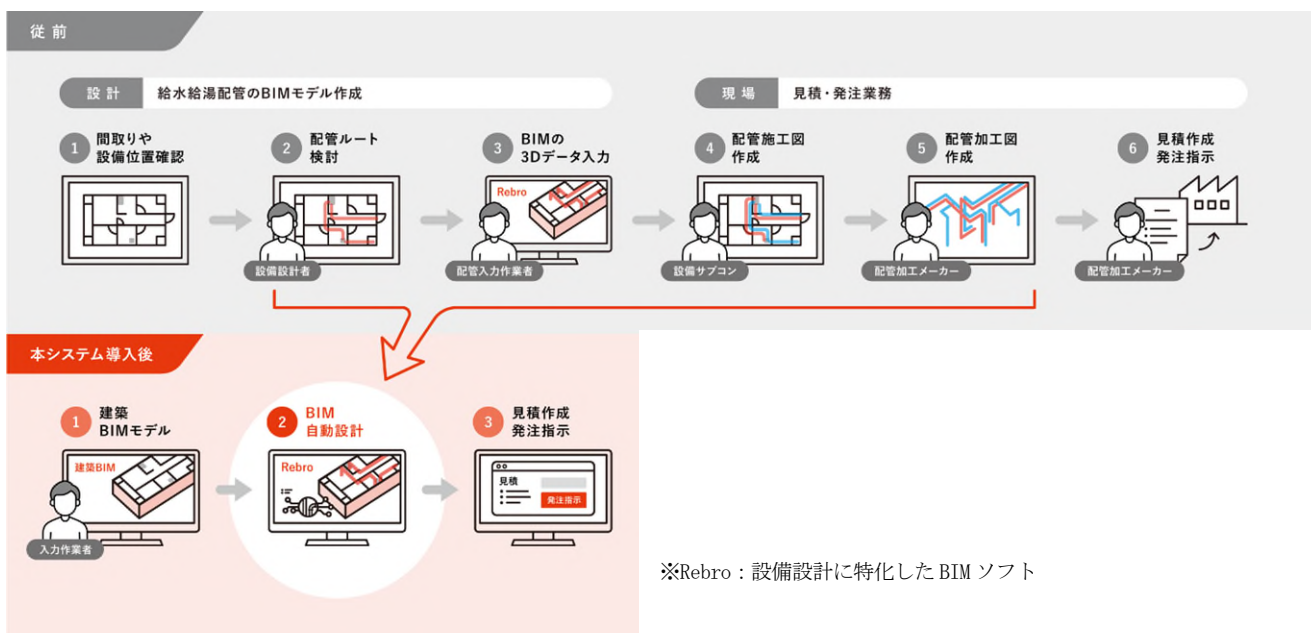 従前
設計 給水給湯配管のBIMモデル作成
現場 見積・発注業務
1 間取りや
設備位置確認
2 配管ルート
検討
設備設計者
3 BIMの
3Dデータ入力
Rebro
配管入力作業者
4 配管施工図
作成
設備サブコン
5 配管加工図
作成
配管加工メーカー
6 見積作成
発注指示
配管加工メーカー
本システム導入後
1 建築
BIMモデル
建築BIM
入力作業者
2 BIM
自動設計
Rebro
3 見積作成
発注指示
見積
発注指示
※Rebro：設備設計に特化した BIM ソフト